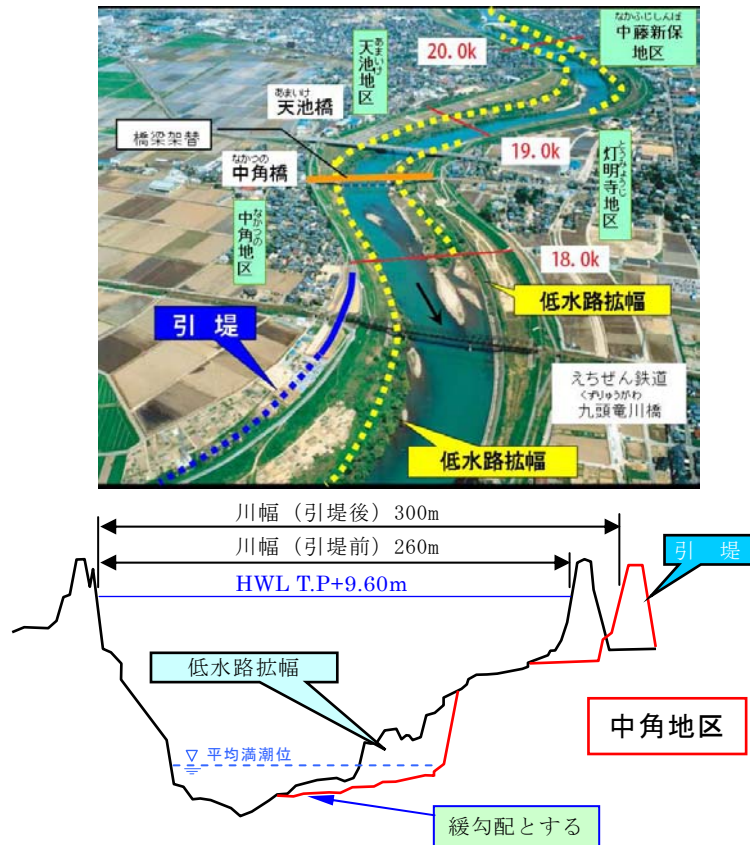 なかふじしんぼ
中藤新保
地区
20.0k
あまいけ
天池地区
あまいけ
天池橋
橋梁架替
なかつの
中角橋
19.0k
とうみょうじ
灯明寺地区
なかつの
中角地区
18.0k
引 堤
低水路拡幅
えちぜん鉄道
くずりゅうがわ
九頭竜川橋
低水路拡幅
川幅（引堤後）300m
川幅（引堤前）260m
引 堤
HWL T.P+9.60m
低水路拡幅
中角地区
▽ 平均満潮位
緩勾配とする